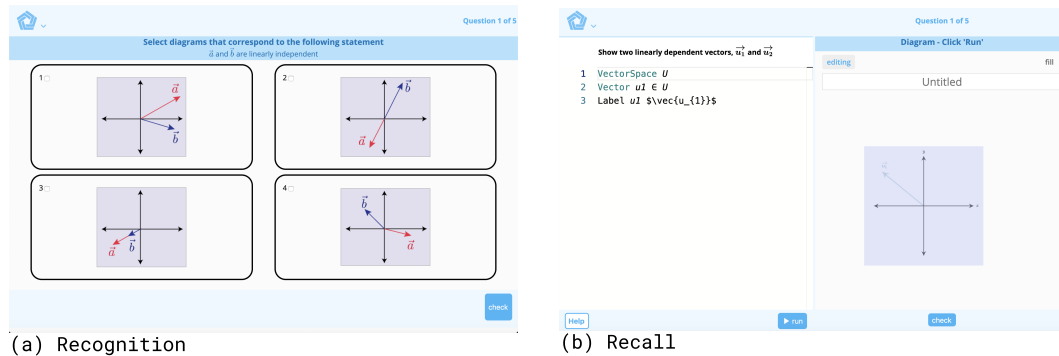 Question 1 of 5
Select diagrams that correspond to the following statement
a⃗ and b⃗ are linearly independent
1
a⃗
b⃗
2
b⃗
a⃗
3
a⃗
b⃗
4
b⃗
a⃗
check
(a) Recognition
Question 1 of 5
Show two linearly dependent vectors, u₁⃗ and u₂⃗
1 VectorSpace U
2 Vector u1 ∈ U
3 Label u1 $\vec{u_{1}}$
Help
run
Diagram - Click 'Run'
editing
fill
Untitled
check
(b) Recall